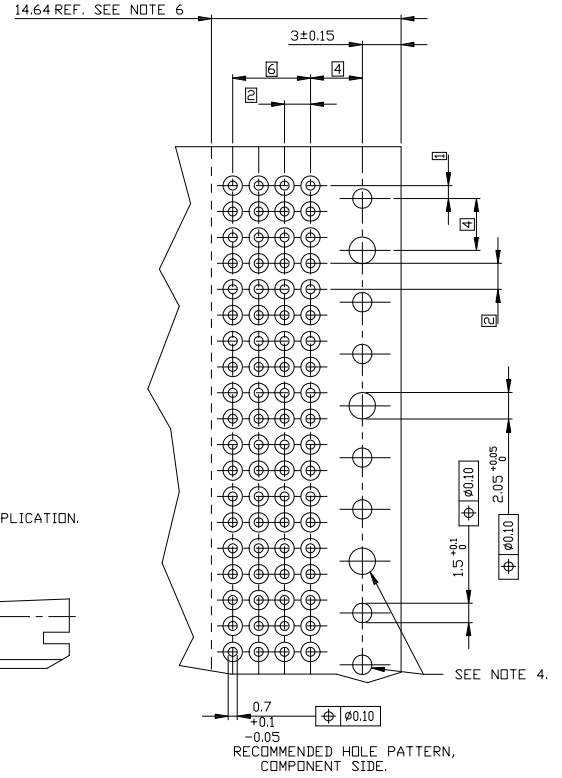 14.64 REF. SEE NOTE 6
3±0.15
6
4
2
1
4
2
2.05 +0.05 0
⌖ Ø0.10
⌖ Ø0.10
1.5 +0.1 0
PLICATION.
SEE NOTE 4.
0.7 +0.1 -0.05
⌖ Ø0.10
RECOMMENDED HOLE PATTERN,
COMPONENT SIDE.